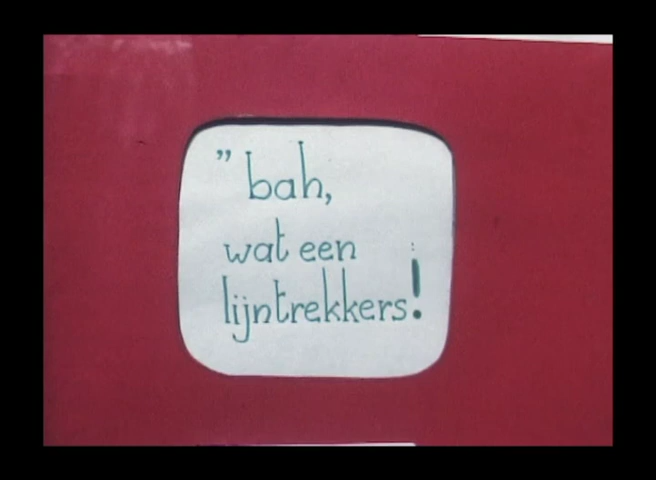 ” bah,
wat een
lijntrekkers!